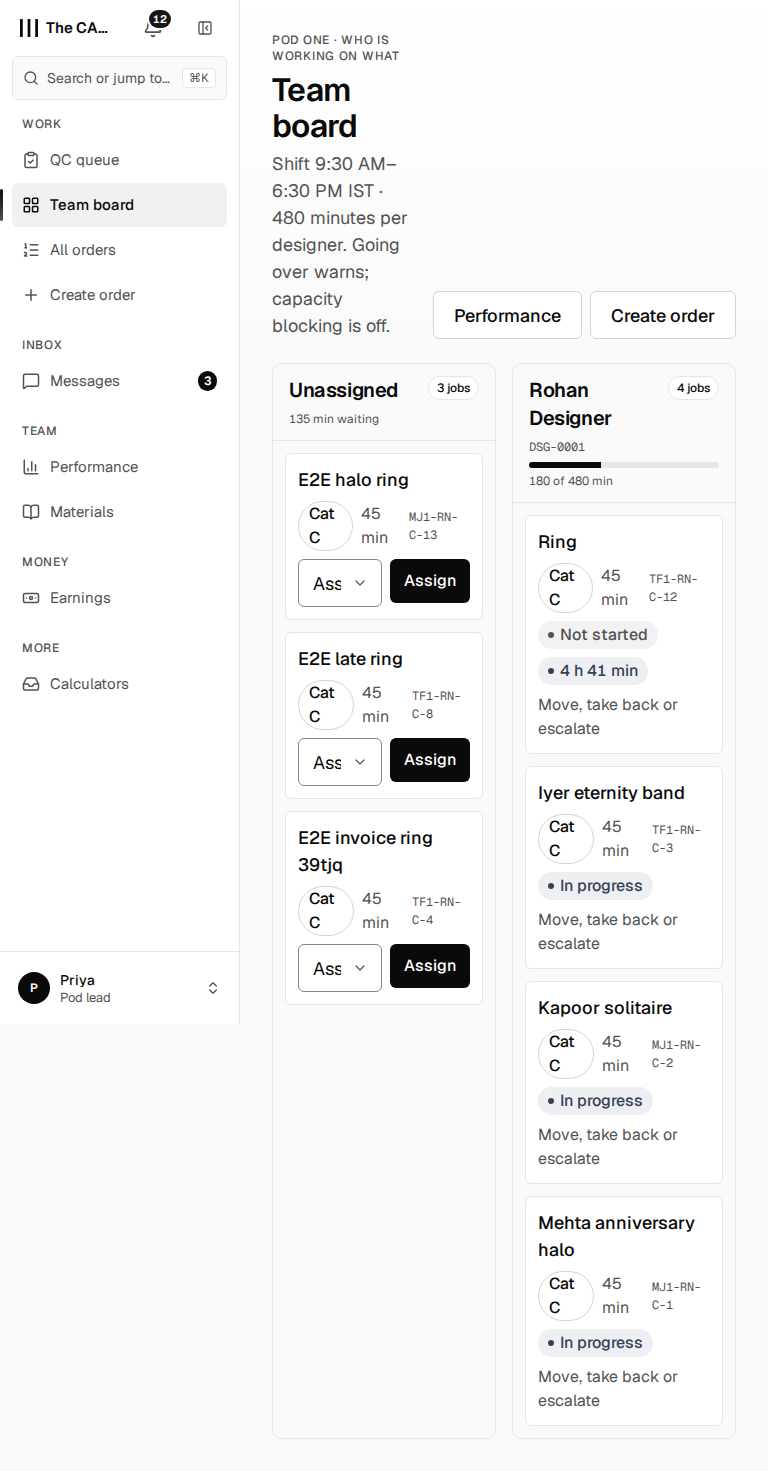 The CA...
12
Search or jump to...
⌘K
WORK
QC queue
Team board
All orders
Create order
INBOX
Messages
3
TEAM
Performance
Materials
MONEY
Earnings
MORE
Calculators
P
Priya
Pod lead
POD ONE · WHO IS
WORKING ON WHAT
Team
board
Shift 9:30 AM–
6:30 PM IST ·
480 minutes per
designer. Going
over warns;
capacity
blocking is off.
Performance
Create order
Unassigned
3 jobs
135 min waiting
E2E halo ring
Cat
C
45
min
MJ1-RN-
C-13
Ass
Assign
E2E late ring
Cat
C
45
min
TF1-RN-
C-8
Ass
Assign
E2E invoice ring
39tjq
Cat
C
45
min
TF1-RN-
C-4
Ass
Assign
Rohan
Designer
4 jobs
DSG-0001
180 of 480 min
Ring
Cat
C
45
min
TF1-RN-
C-12
Not started
4 h 41 min
Move, take back or
escalate
Iyer eternity band
Cat
C
45
min
TF1-RN-
C-3
In progress
Move, take back or
escalate
Kapoor solitaire
Cat
C
45
min
MJ1-RN-
C-2
In progress
Move, take back or
escalate
Mehta anniversary
halo
Cat
C
45
min
MJ1-RN-
C-1
In progress
Move, take back or
escalate